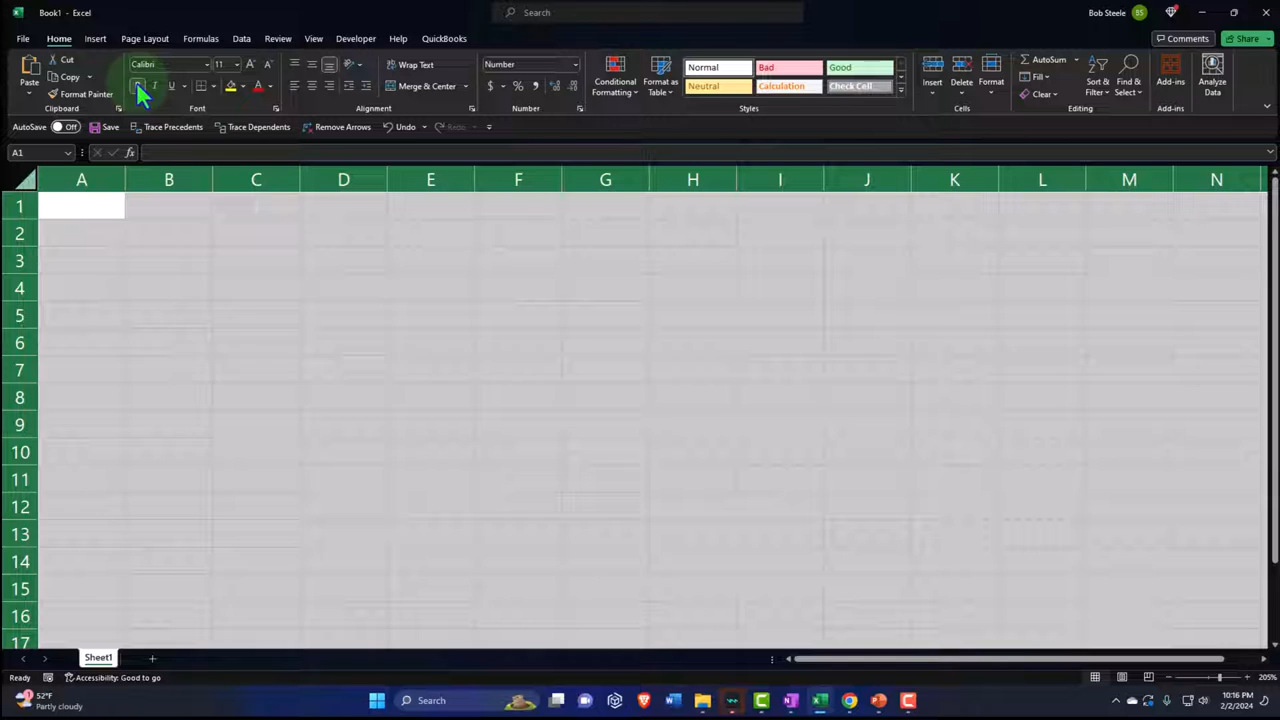 Book1 - Excel
Search
Bob Steele BS
File Home Insert Page Layout Formulas Data Review View Developer Help QuickBooks
Comments Share
Paste
Cut
Copy
Format Painter
Clipboard
Calibri 11
Font
Wrap Text
Merge & Center
Alignment
Number
Number
Conditional Formatting
Format as Table
Normal Bad Good
Neutral Calculation Check Cell
Styles
Insert Delete Format
Cells
AutoSum
Fill
Clear
Sort & Filter
Find & Select
Editing
Add-ins
Add-ins
Analyze Data
AutoSave Off Save Trace Precedents Trace Dependents Remove Arrows Undo Redo
A1 fx
A B C D E F G H I J K L M N
1
2
3
4
5
6
7
8
9
10
11
12
13
14
15
16
17
Sheet1
Ready Accessibility: Good to go 205%
52°F
Partly cloudy
Search
10:16 PM
2/2/2024